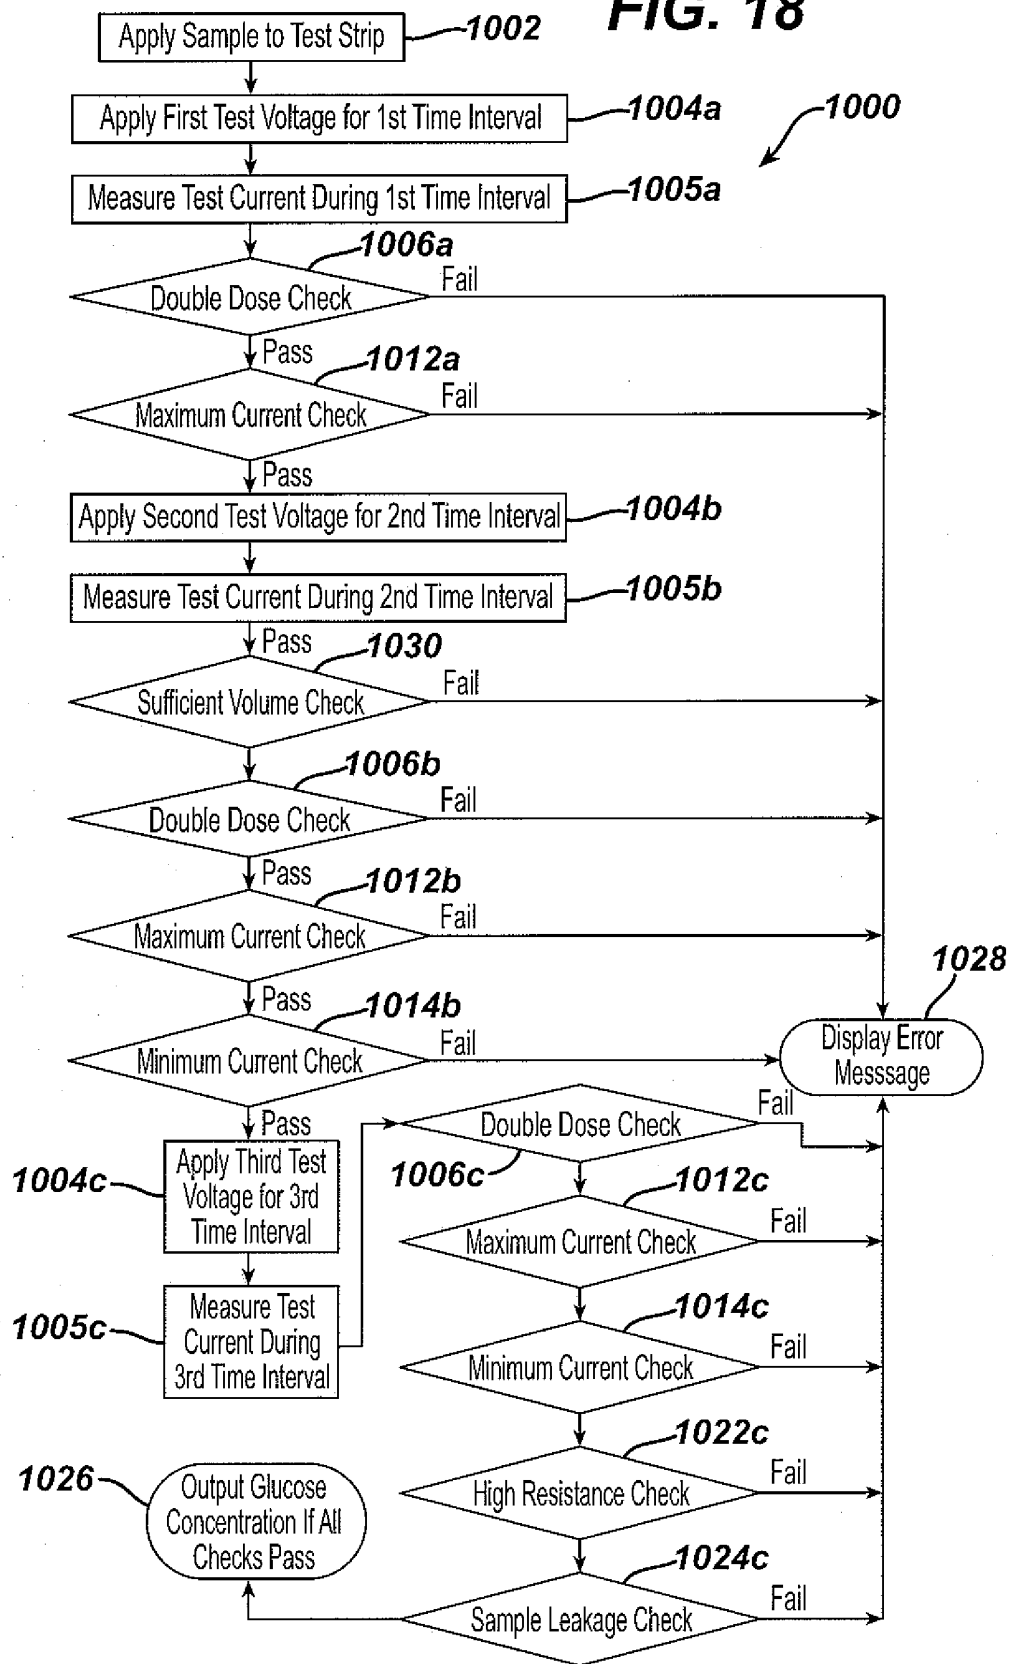 FIG. 18
Apply Sample to Test Strip
1002
Apply First Test Voltage for 1st Time Interval
1004a
1000
Measure Test Current During 1st Time Interval
1005a
1006a
Double Dose Check
Fail
Pass
1012a
Maximum Current Check
Fail
Pass
Apply Second Test Voltage for 2nd Time Interval
1004b
Measure Test Current During 2nd Time Interval
1005b
Pass
1030
Sufficient Volume Check
Fail
1006b
Double Dose Check
Fail
Pass
1012b
Maximum Current Check
Fail
Pass
1014b
Minimum Current Check
Fail
1028
Display Error
Messsage
Pass
1004c
Apply Third Test
Voltage for 3rd
Time Interval
1005c
Measure Test
Current During
3rd Time Interval
Double Dose Check
Fail
1006c
1012c
Maximum Current Check
Fail
1014c
Minimum Current Check
Fail
1022c
High Resistance Check
Fail
1024c
Sample Leakage Check
Fail
1026
Output Glucose
Concentration If All
Checks Pass